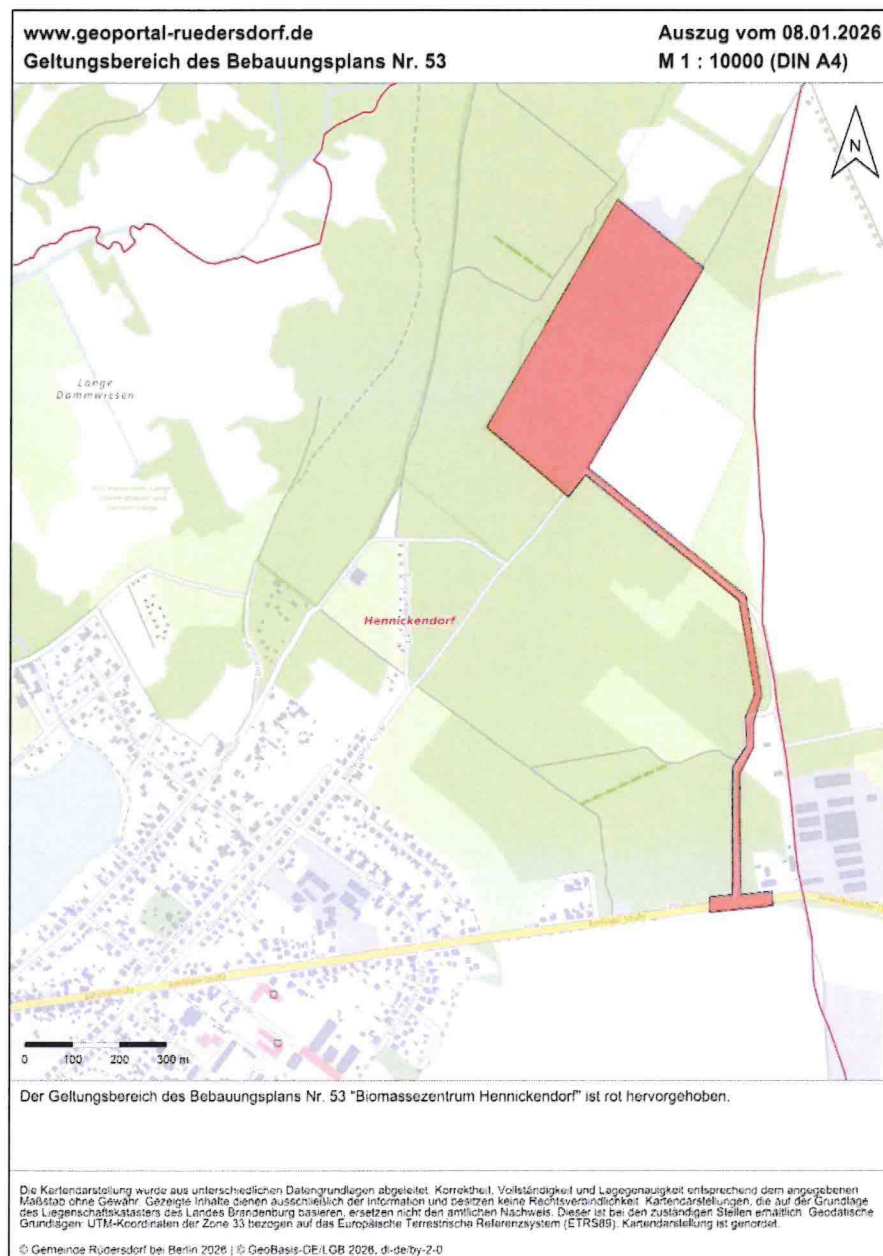 www.geoportal-ruedersdorf.de
Auszug vom 08.01.2026
Geltungsbereich des Bebauungsplans Nr. 53
M 1 : 10000 (DIN A4)
N
Lange
Dammwiesen
Hennickendorf
0 100 200 300 m
Der Geltungsbereich des Bebauungsplans Nr. 53 "Biomassezentrum Hennickendorf" ist rot hervorgehoben.
Die Kartendarstellung wurde aus unterschiedlichen Datengrundlagen abgeleitet. Korrektheit, Vollständigkeit und Lagegenauigkeit entsprechend dem angegebenen
Maßstab ohne Gewähr. Gezeigte Inhalte dienen ausschließlich der Information und besitzen keine Rechtsverbindlichkeit. Kartendarstellungen, die auf der Grundlage
des Liegenschaftskatasters des Landes Brandenburg basieren, ersetzen nicht den amtlichen Nachweis. Dieser ist bei den zuständigen Stellen erhältlich. Geodätische
Grundlagen: UTM-Koordinaten der Zone 33 bezogen auf das Europäische Terrestrische Referenzsystem (ETRS89). Kartendarstellung ist genordet.
© Gemeinde Rüdersdorf bei Berlin 2026 | © GeoBasis-DE/LGB 2026, dl-de/by-2-0